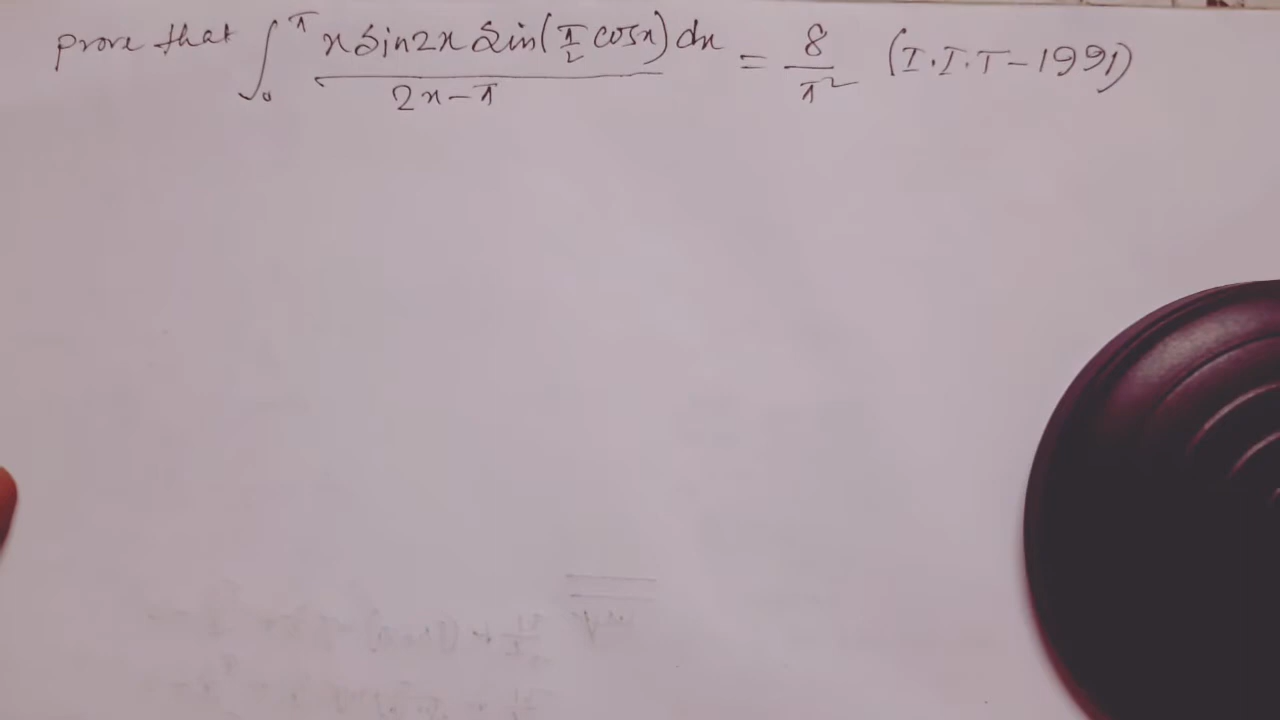 prove that ∫₀^π x sin2x sin(π/2 cosx) dx / 2x-π = 8/π² (I.I.T-1991)